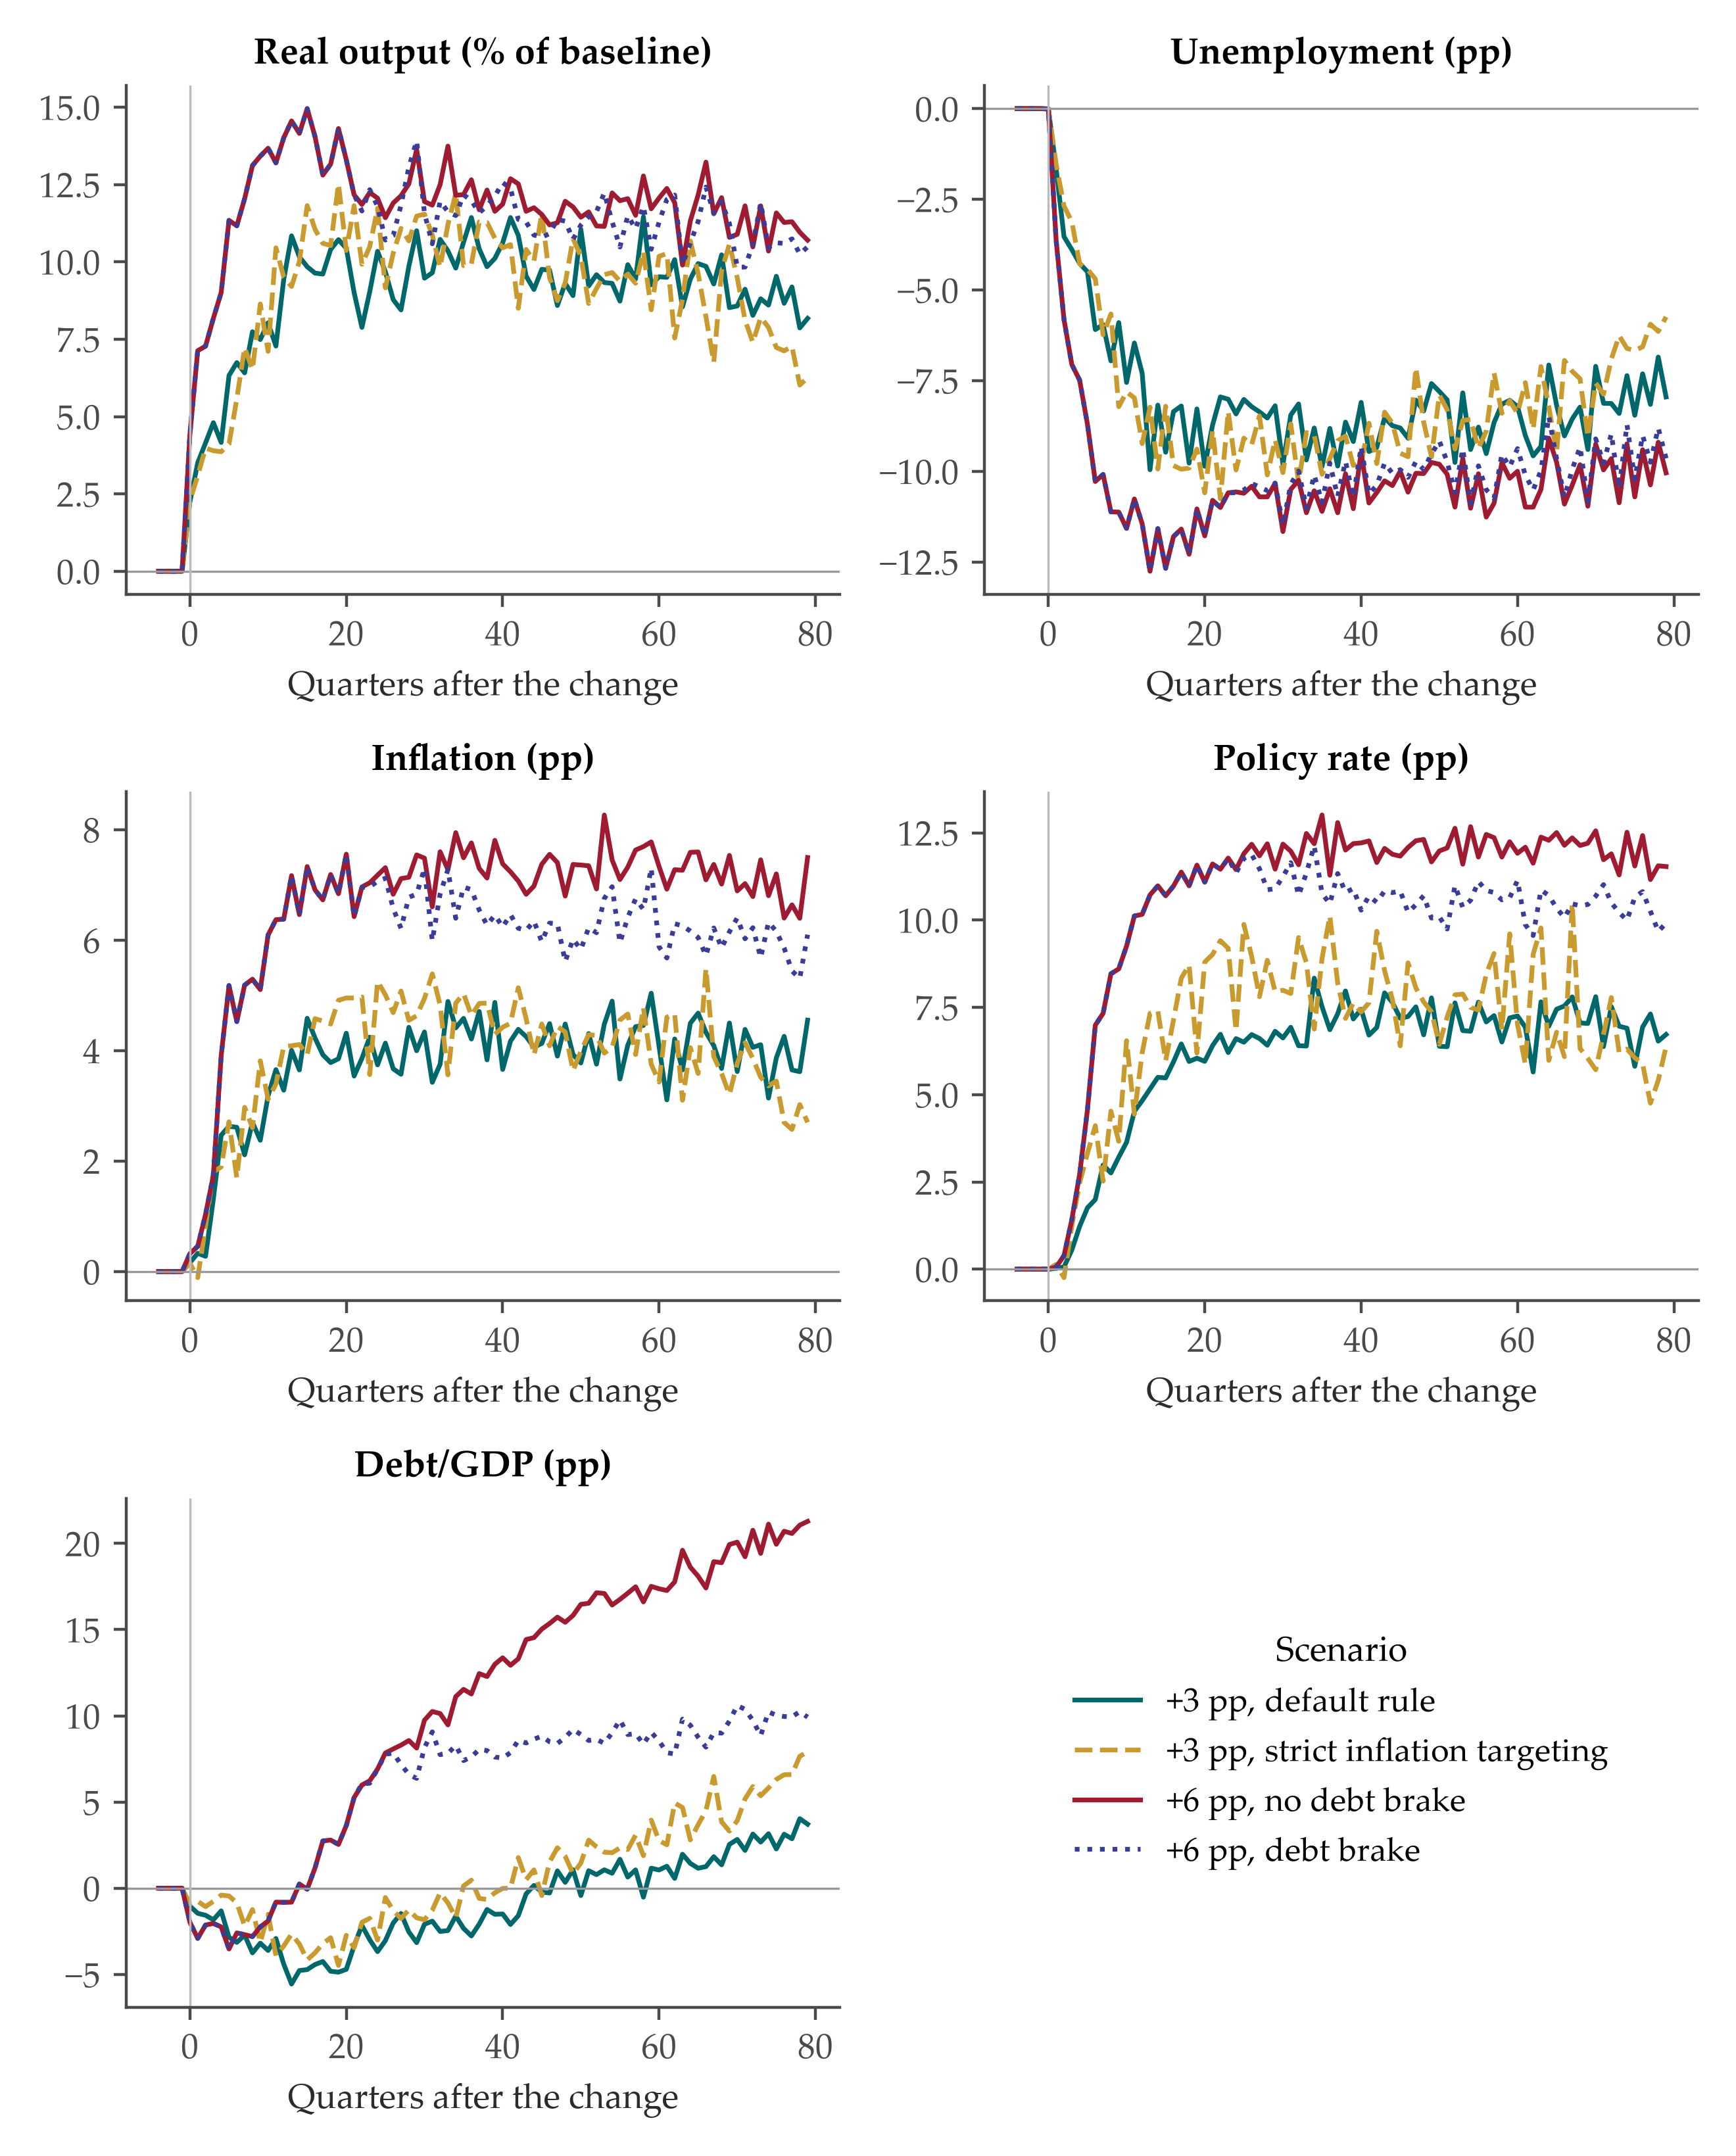 Real output (% of baseline)
15.0
12.5
10.0
7.5
5.0
2.5
0.0
0 20 40 60 80
Quarters after the change
Unemployment (pp)
0.0
−2.5
−5.0
−7.5
−10.0
−12.5
0 20 40 60 80
Quarters after the change
Inflation (pp)
8
6
4
2
0
0 20 40 60 80
Quarters after the change
Policy rate (pp)
12.5
10.0
7.5
5.0
2.5
0.0
0 20 40 60 80
Quarters after the change
Debt/GDP (pp)
20
15
10
5
0
−5
0 20 40 60 80
Quarters after the change
Scenario
+3 pp, default rule
+3 pp, strict inflation targeting
+6 pp, no debt brake
+6 pp, debt brake